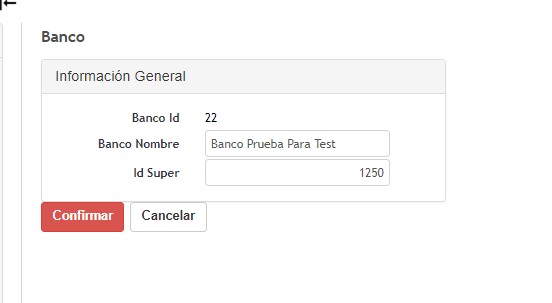 Banco
Información General
Banco Id 22
Banco Nombre Banco Prueba Para Test
Id Super 1250
Confirmar Cancelar